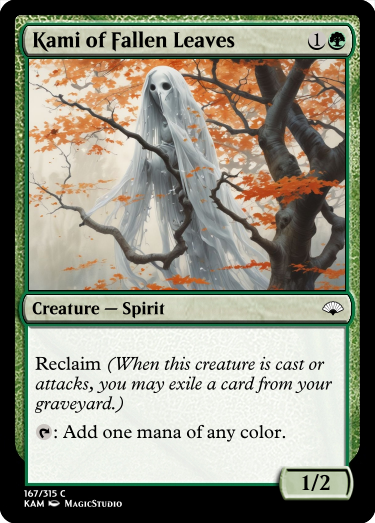 Kami of Fallen Leaves 1
Creature — Spirit
Reclaim (When this creature is cast or
attacks, you may exile a card from your
graveyard.)
: Add one mana of any color.
1/2
167/315 C
KAM MagicStudio